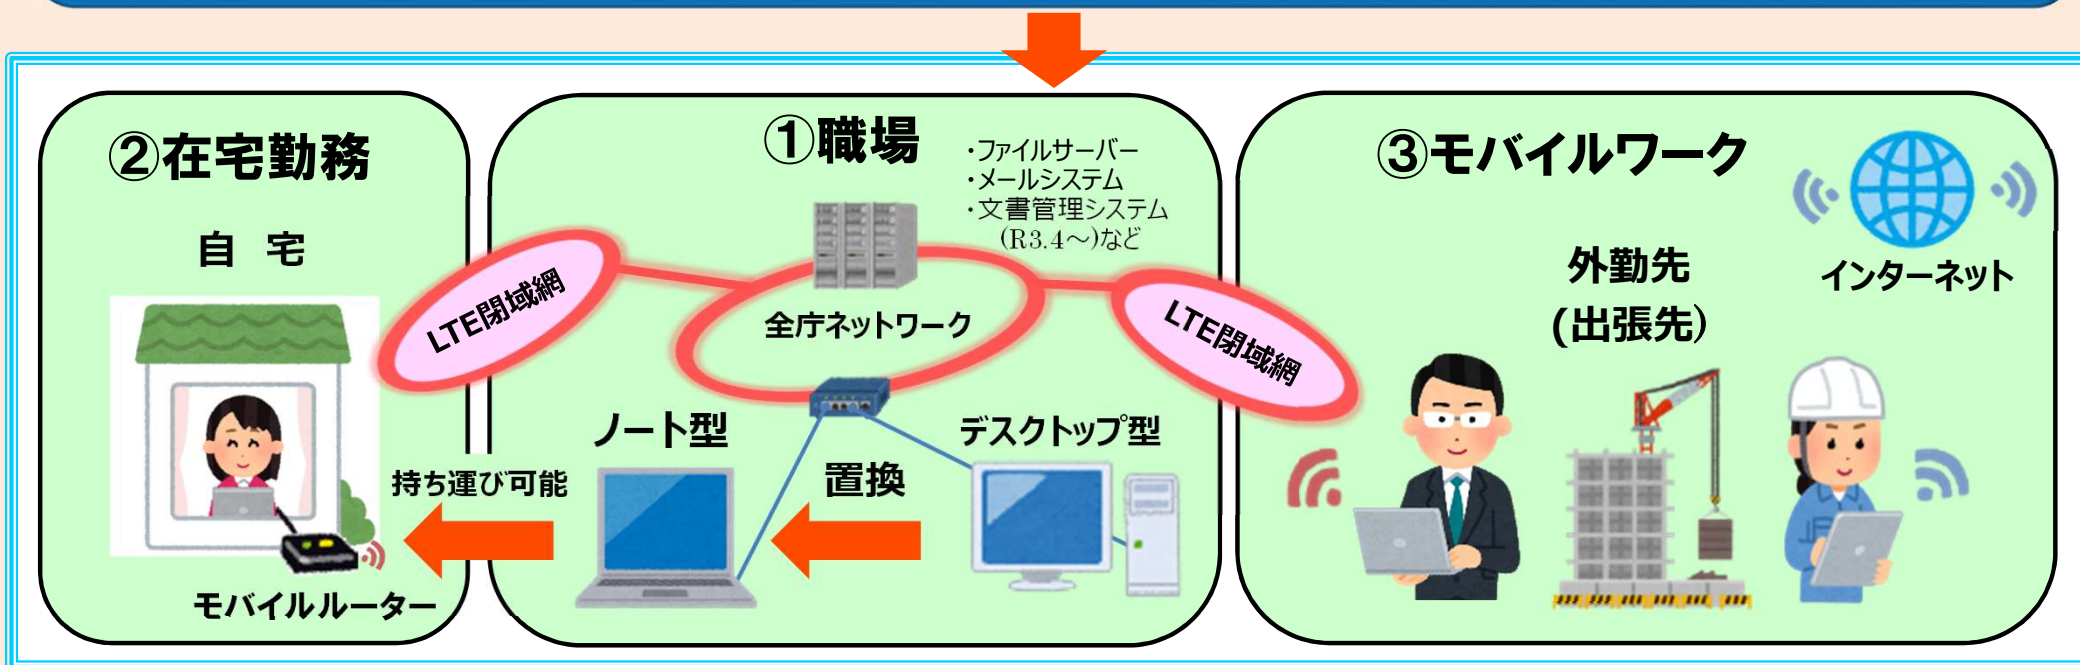 ②在宅勤務
自 宅
LTE閉域網
持ち運び可能
モバイルルーター
①職場
・ファイルサーバー
・メールシステム
・文書管理システム
(R3.4～)など
全庁ネットワーク
ノート型
置換
デスクトップ型
LTE閉域網
③モバイルワーク
外勤先
(出張先)
インターネット